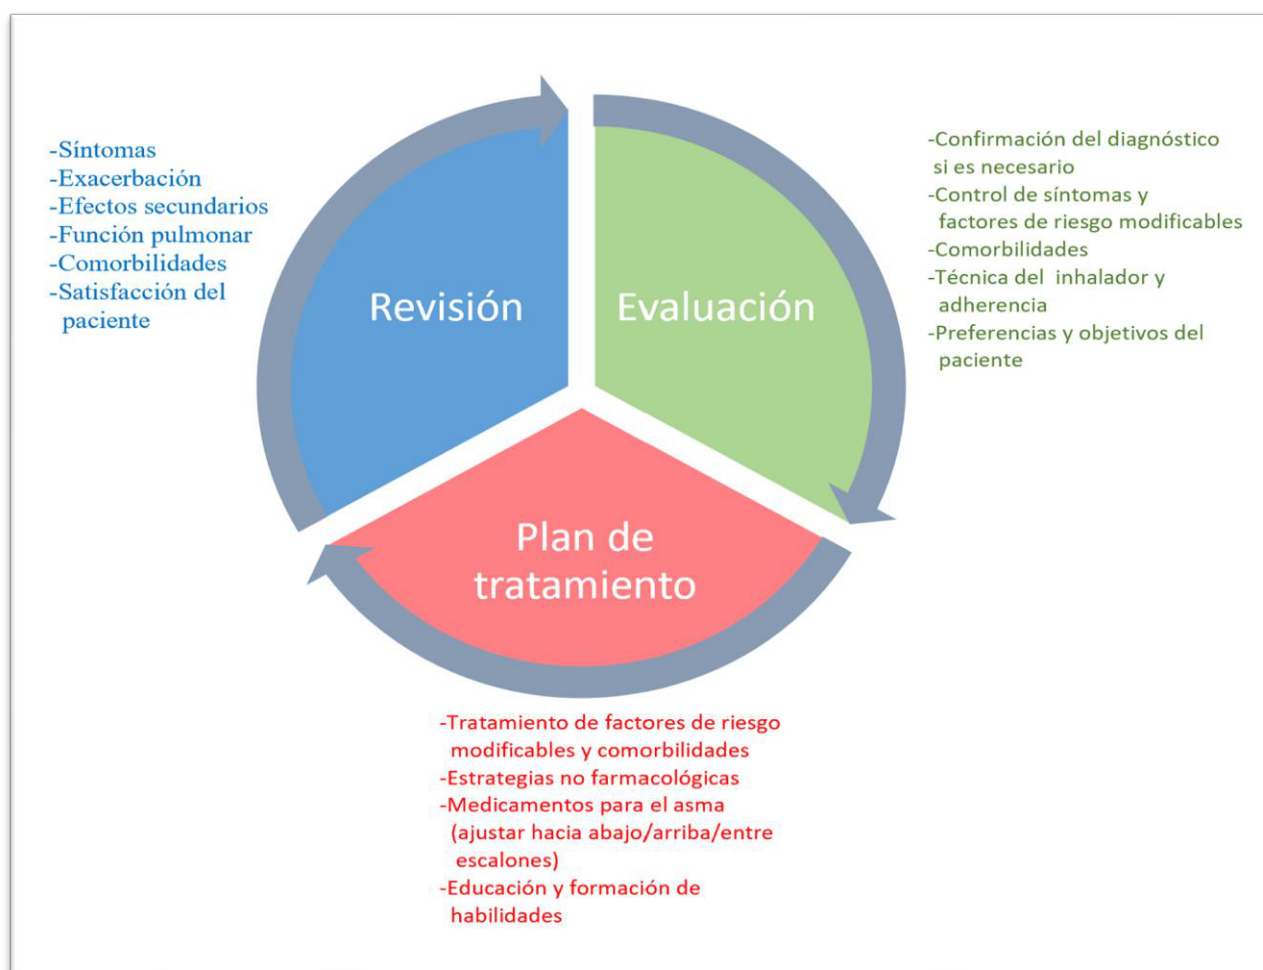 -Síntomas
-Exacerbación
-Efectos secundarios
-Función pulmonar
-Comorbilidades
-Satisfacción del
paciente
Revisión
Evaluación
-Confirmación del diagnóstico
si es necesario
-Control de síntomas y
factores de riesgo modificables
-Comorbilidades
-Técnica del inhalador y
adherencia
-Preferencias y objetivos del
paciente
Plan de
tratamiento
-Tratamiento de factores de riesgo
modificables y comorbilidades
-Estrategias no farmacológicas
-Medicamentos para el asma
(ajustar hacia abajo/arriba/entre
escalones)
-Educación y formación de
habilidades